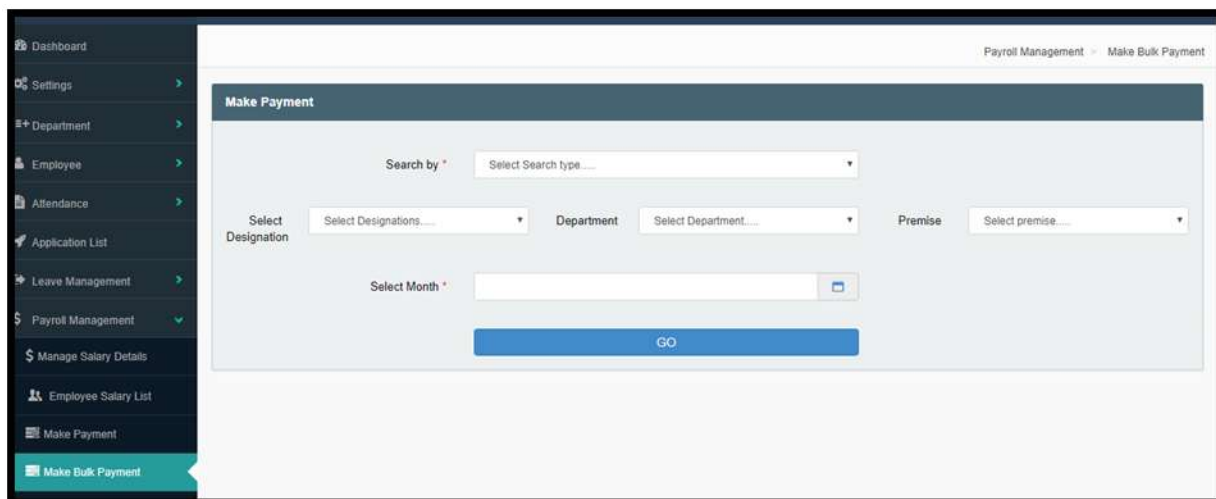 Dashboard
Settings
Department
Employee
Attendance
Application List
Leave Management
$ Payroll Management
$ Manage Salary Details
Employee Salary List
Make Payment
Make Bulk Payment
Payroll Management > Make Bulk Payment
Make Payment
Search by * Select Search type.....
Select Designation Select Designations..... Department Select Department..... Premise Select premise.....
Select Month *
GO